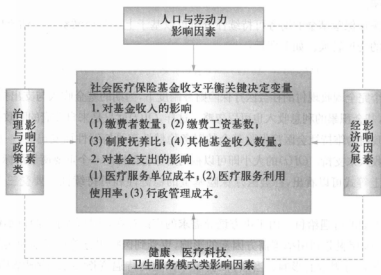 人口与劳动力
影响因素
治理与政策类
影响因素
社会医疗保险基金收支平衡关键决定变量
1. 对基金收入的影响
(1) 缴费者数量; (2) 缴费工资基数;
(3) 制度抚养比; (4) 其他基金收入数量。
2. 对基金支出的影响
(1) 医疗服务单位成本; (2) 医疗服务利用
使用率; (3) 行政管理成本。
经济发展
影响因素
健康、医疗科技、
卫生服务模式类影响因素